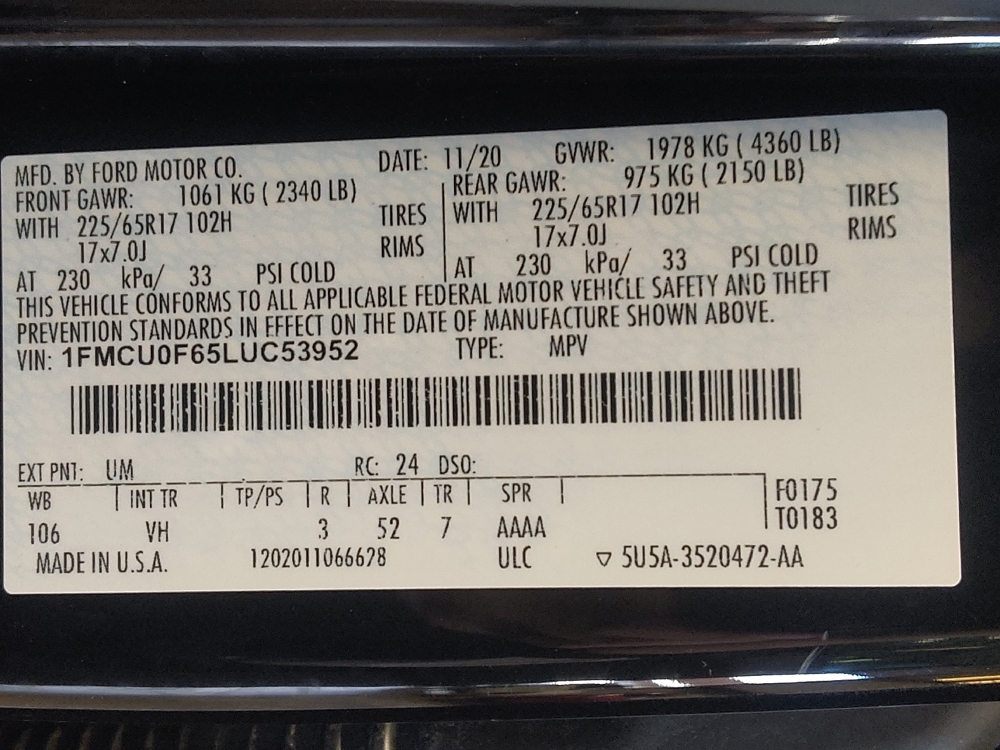 MFD. BY FORD MOTOR CO. DATE: 11/20 GVWR: 1978 KG ( 4360 LB)
FRONT GAWR: 1061 KG ( 2340 LB) REAR GAWR: 975 KG ( 2150 LB)
WITH 225/65R17 102H TIRES WITH 225/65R17 102H TIRES
17x7.0J RIMS 17x7.0J RIMS
AT 230 kPa/ 33 PSI COLD AT 230 kPa/ 33 PSI COLD
THIS VEHICLE CONFORMS TO ALL APPLICABLE FEDERAL MOTOR VEHICLE SAFETY AND THEFT
PREVENTION STANDARDS IN EFFECT ON THE DATE OF MANUFACTURE SHOWN ABOVE.
VIN: 1FMCU0F65LUC53952 TYPE: MPV
EXT PNT: UM RC: 24 DSO:
WB INT TR TP/PS R AXLE TR SPR F0175
106 VH 3 52 7 AAAA T0183
MADE IN U.S.A. 1202011066678 ULC ▽ 5U5A-3520472-AA